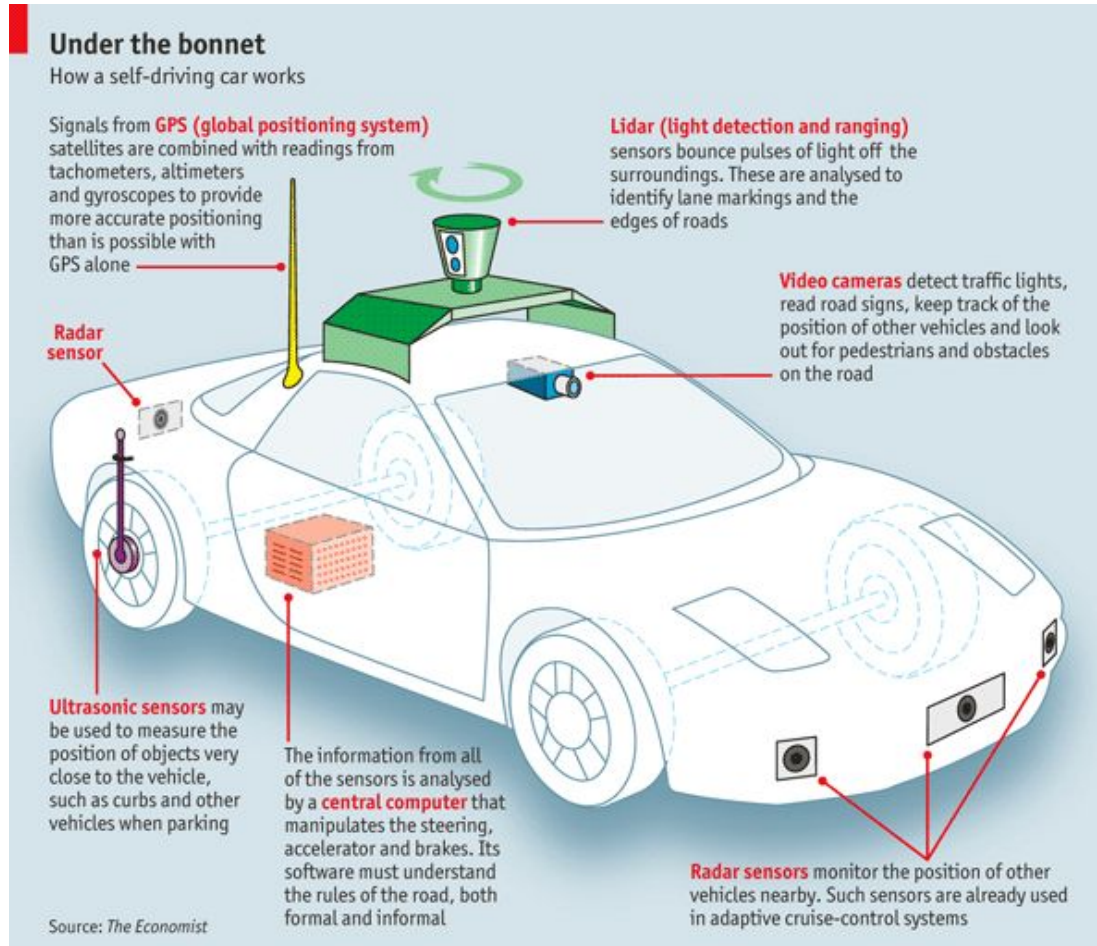 Under the bonnet
How a self-driving car works
Signals from GPS (global positioning system)
satellites are combined with readings from
tachometers, altimeters
and gyroscopes to provide
more accurate positioning
than is possible with
GPS alone
Lidar (light detection and ranging)
sensors bounce pulses of light off the
surroundings. These are analysed to
identify lane markings and the
edges of roads
Video cameras detect traffic lights,
read road signs, keep track of the
position of other vehicles and look
out for pedestrians and obstacles
on the road
Radar
sensor
Ultrasonic sensors may
be used to measure the
position of objects very
close to the vehicle,
such as curbs and other
vehicles when parking
The information from all
of the sensors is analysed
by a central computer that
manipulates the steering,
accelerator and brakes. Its
software must understand
the rules of the road, both
formal and informal
Radar sensors monitor the position of other
vehicles nearby. Such sensors are already used
in adaptive cruise-control systems
Source: The Economist